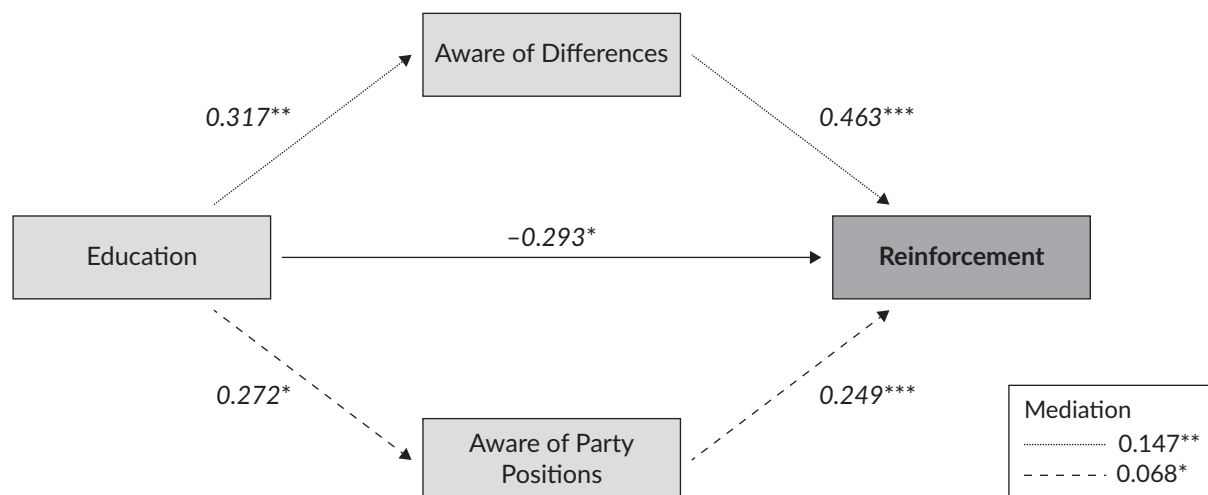 Aware of Differences
0.317**
0.463***
Education
–0.293*
Reinforcement
0.272*
0.249***
Aware of Party
Positions
Mediation
0.147**
0.068*